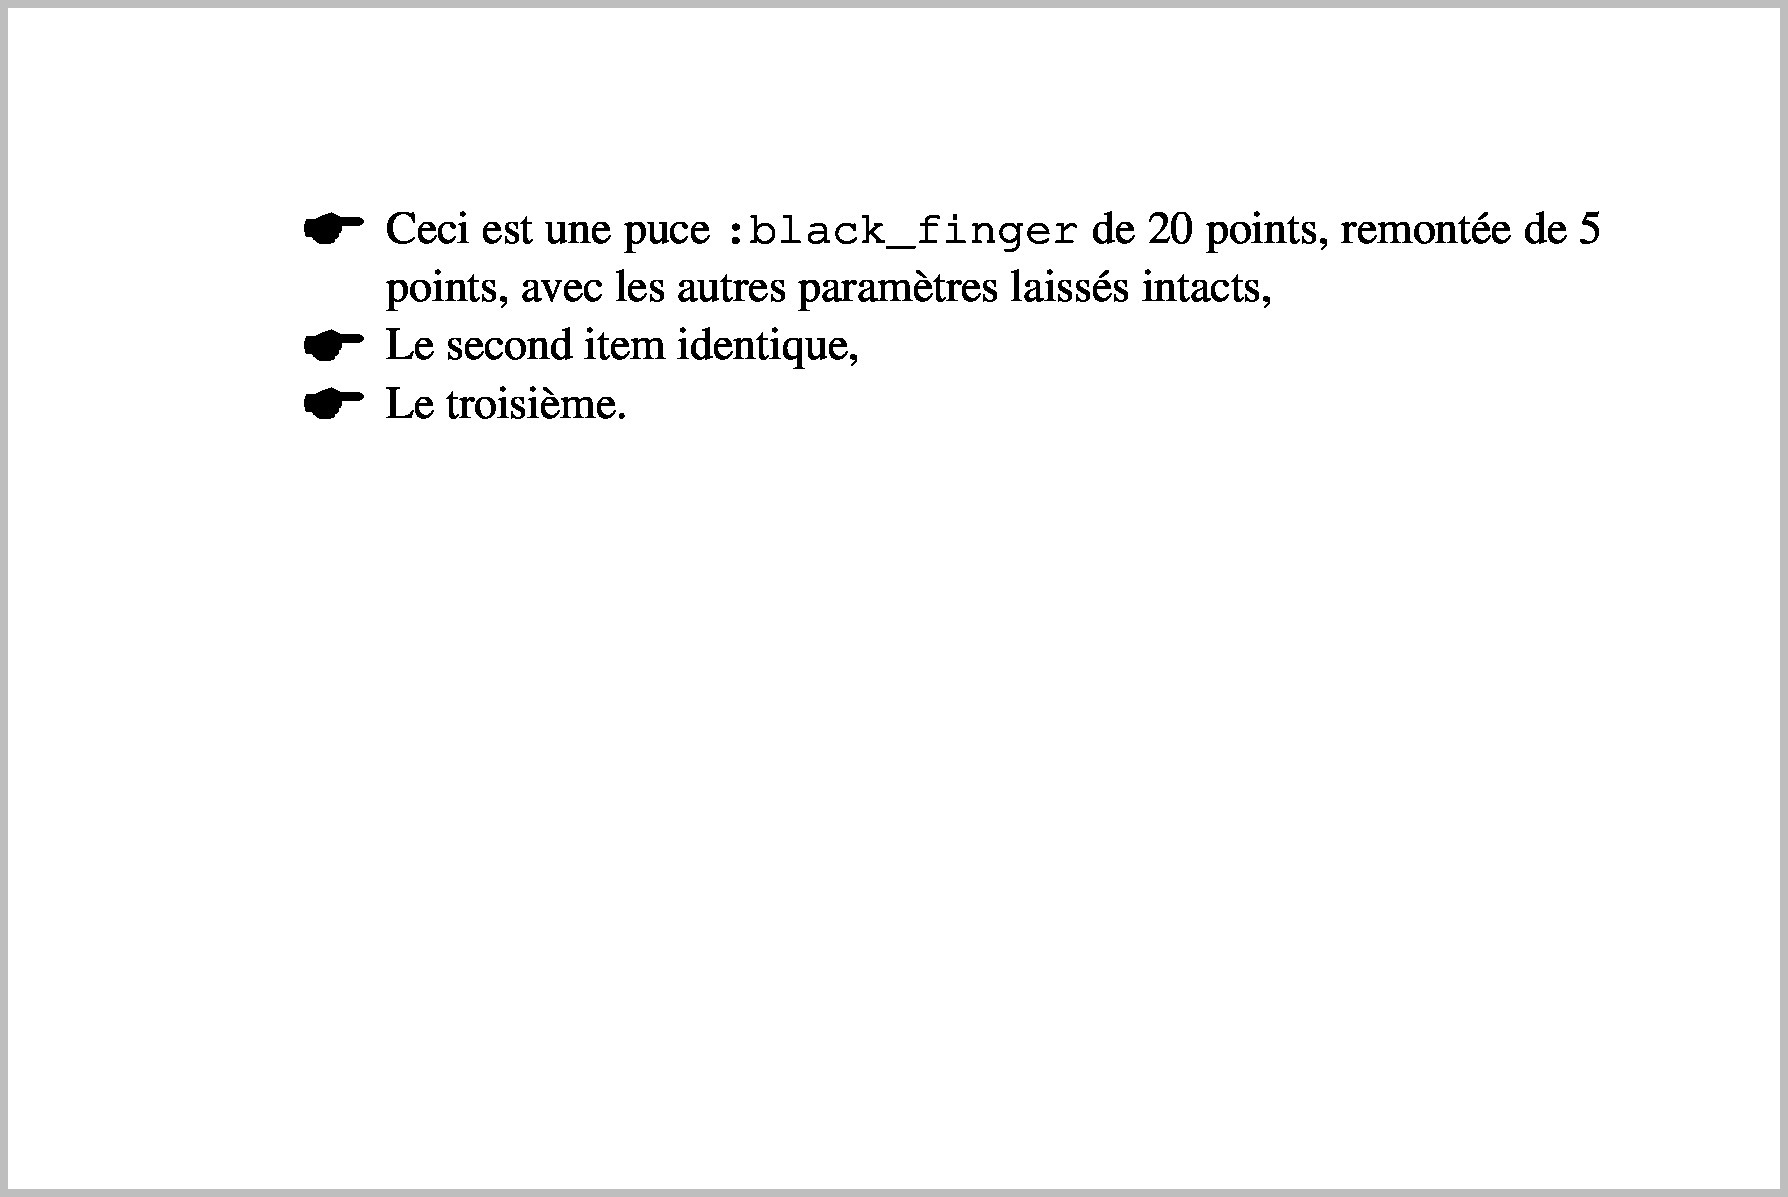 ☛ Ceci est une puce :black_finger de 20 points, remontée de 5
points, avec les autres paramètres laissés intacts,
☛ Le second item identique,
☛ Le troisième.